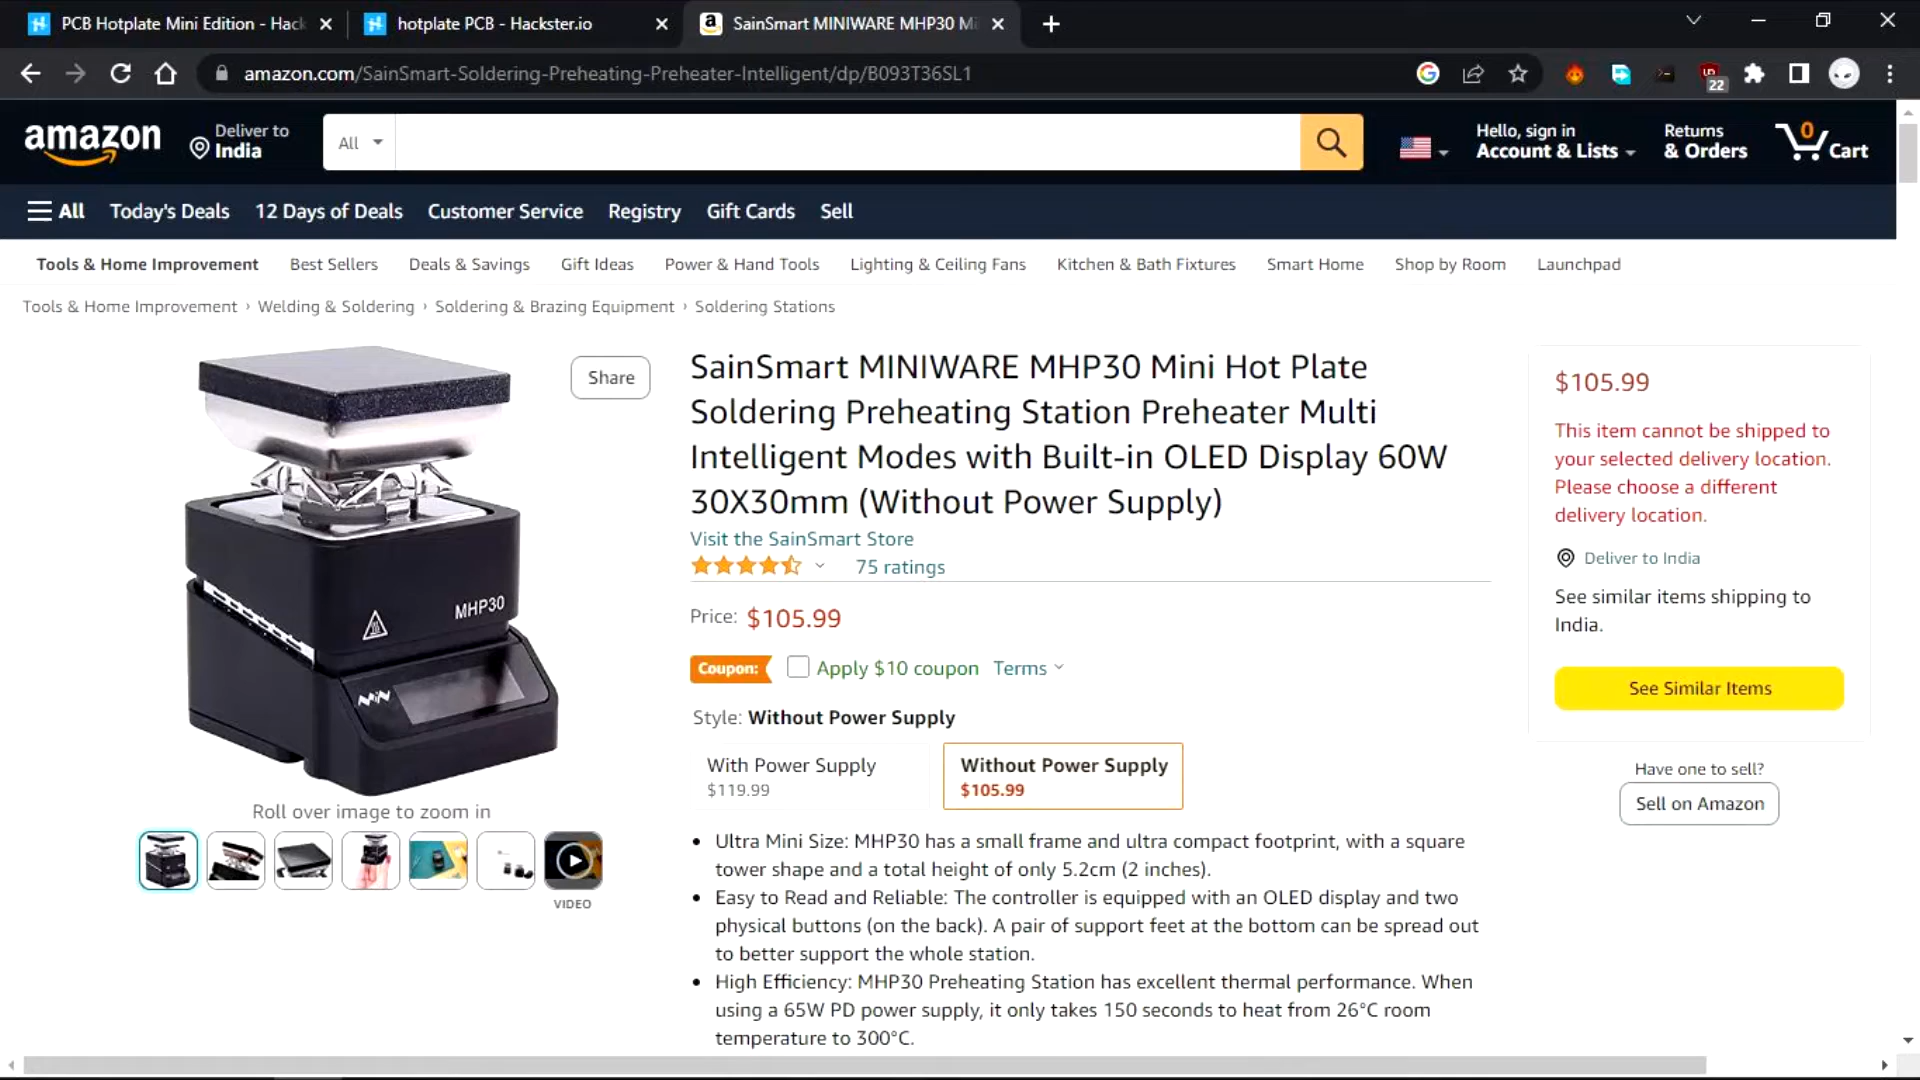 PCB Hotplate Mini Edition - Hack
hotplate PCB - Hackster.io
SainSmart MINIWARE MHP30 Mi
amazon.com/SainSmart-Soldering-Preheating-Preheater-Intelligent/dp/B093T36SL1
22
amazon
Deliver to
India
All
Hello, sign in
Account & Lists
Returns
& Orders
0
Cart
All
Today's Deals
12 Days of Deals
Customer Service
Registry
Gift Cards
Sell
Tools & Home Improvement
Best Sellers
Deals & Savings
Gift Ideas
Power & Hand Tools
Lighting & Ceiling Fans
Kitchen & Bath Fixtures
Smart Home
Shop by Room
Launchpad
Tools & Home Improvement › Welding & Soldering › Soldering & Brazing Equipment › Soldering Stations
MHP30
Share
Roll over image to zoom in
VIDEO
SainSmart MINIWARE MHP30 Mini Hot Plate
Soldering Preheating Station Preheater Multi
Intelligent Modes with Built-in OLED Display 60W
30X30mm (Without Power Supply)
Visit the SainSmart Store
75 ratings
Price: $105.99
Coupon: Apply $10 coupon Terms
Style: Without Power Supply
With Power Supply
$119.99
Without Power Supply
$105.99
• Ultra Mini Size: MHP30 has a small frame and ultra compact footprint, with a square
tower shape and a total height of only 5.2cm (2 inches).
• Easy to Read and Reliable: The controller is equipped with an OLED display and two
physical buttons (on the back). A pair of support feet at the bottom can be spread out
to better support the whole station.
• High Efficiency: MHP30 Preheating Station has excellent thermal performance. When
using a 65W PD power supply, it only takes 150 seconds to heat from 26°C room
temperature to 300°C.
$105.99
This item cannot be shipped to
your selected delivery location.
Please choose a different
delivery location.
Deliver to India
See similar items shipping to
India.
See Similar Items
Have one to sell?
Sell on Amazon